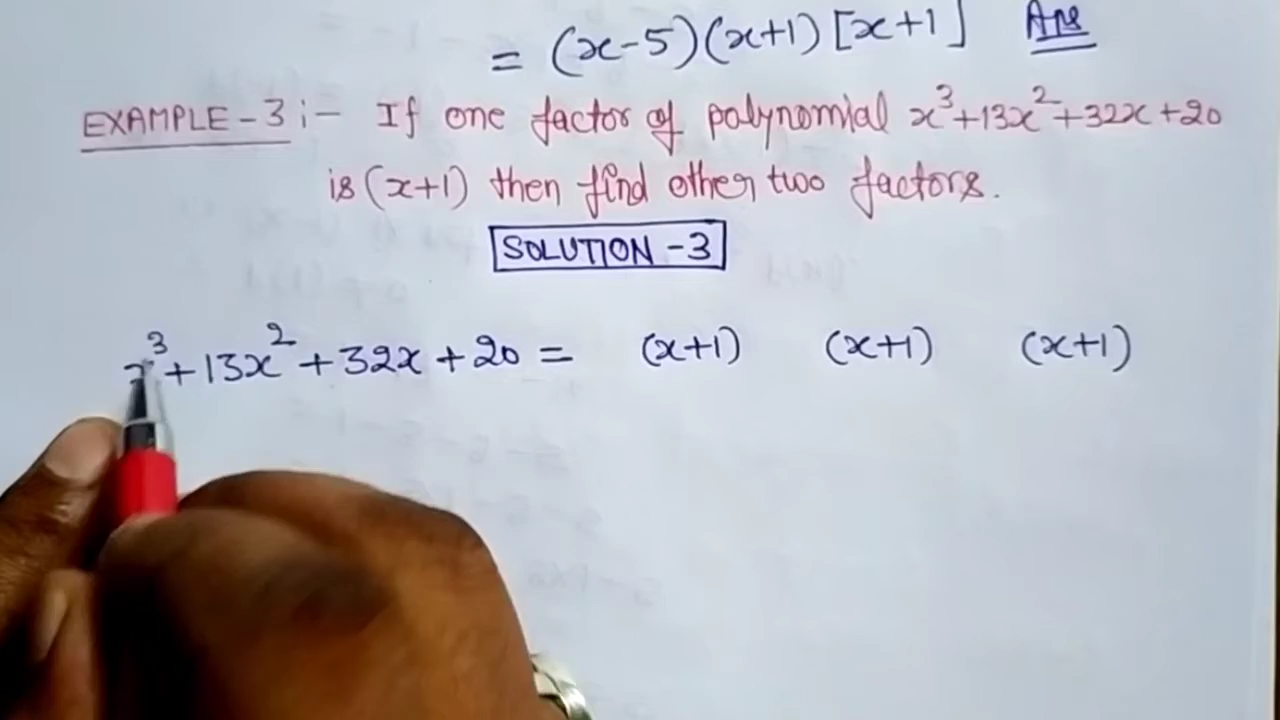 = (x-5)(x+1)[x+1] Ans
EXAMPLE-3:- If one factor of polynomial x³+13x²+32x+20
is (x+1) then find other two factors.
SOLUTION-3
x³+13x²+32x+20= (x+1) (x+1) (x+1)